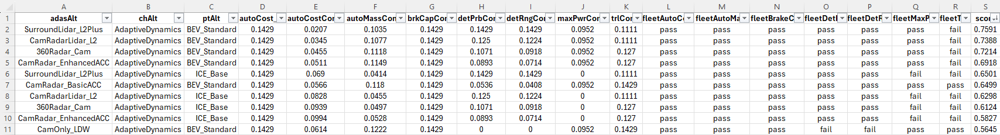 A B C D E F G H I J K L M N O P Q R S
1 adasAlt chAlt ptAlt autoCost_ autoCostCor autoMassCon brkCapCor detPrbCor detRngCor maxPwrCor trlCor fleetAutoCo fleetAutoMa fleetBrakeC fleetDetI fleetDetR fleetMaxP fleetT scor
2 SurroundLidar_L2Plus AdaptiveDynamics BEV_Standard 0.1429 0.0207 0.1035 0.1429 0.1429 0.1429 0.0952 0.1111 pass pass pass pass pass pass fail 0.7591
3 CamRadarLidar_L2 AdaptiveDynamics BEV_Standard 0.1429 0.0345 0.1077 0.1429 0.125 0.1224 0.0952 0.1111 pass pass pass pass pass pass fail 0.7388
4 360Radar_Cam AdaptiveDynamics BEV_Standard 0.1429 0.0455 0.1118 0.1429 0.1071 0.0918 0.0952 0.127 pass pass pass pass pass pass fail 0.7214
5 CamRadar_EnhancedACC AdaptiveDynamics BEV_Standard 0.1429 0.0511 0.1149 0.1429 0.0893 0.0714 0.0952 0.127 pass pass pass pass pass pass fail 0.6918
6 SurroundLidar_L2Plus AdaptiveDynamics ICE_Base 0.1429 0.069 0.0414 0.1429 0.1429 0.1429 0 0.1111 pass pass pass pass pass fail fail 0.6501
7 CamRadar_BasicACC AdaptiveDynamics BEV_Standard 0.1429 0.0566 0.118 0.1429 0.0536 0.0408 0.0952 0.1429 pass pass pass pass pass pass pass 0.6499
8 CamRadarLidar_L2 AdaptiveDynamics ICE_Base 0.1429 0.0828 0.0455 0.1429 0.125 0.1224 0 0.1111 pass pass pass pass pass fail fail 0.6298
9 360Radar_Cam AdaptiveDynamics ICE_Base 0.1429 0.0939 0.0497 0.1429 0.1071 0.0918 0 0.127 pass pass pass pass pass fail fail 0.6124
10 CamRadar_EnhancedACC AdaptiveDynamics ICE_Base 0.1429 0.0994 0.0528 0.1429 0.0893 0.0714 0 0.127 pass pass pass pass pass fail fail 0.5827
11 CamOnly_LDW AdaptiveDynamics BEV_Standard 0.1429 0.0614 0.1222 0.1429 0 0 0.0952 0.1429 pass pass pass fail fail pass pass 0.5645